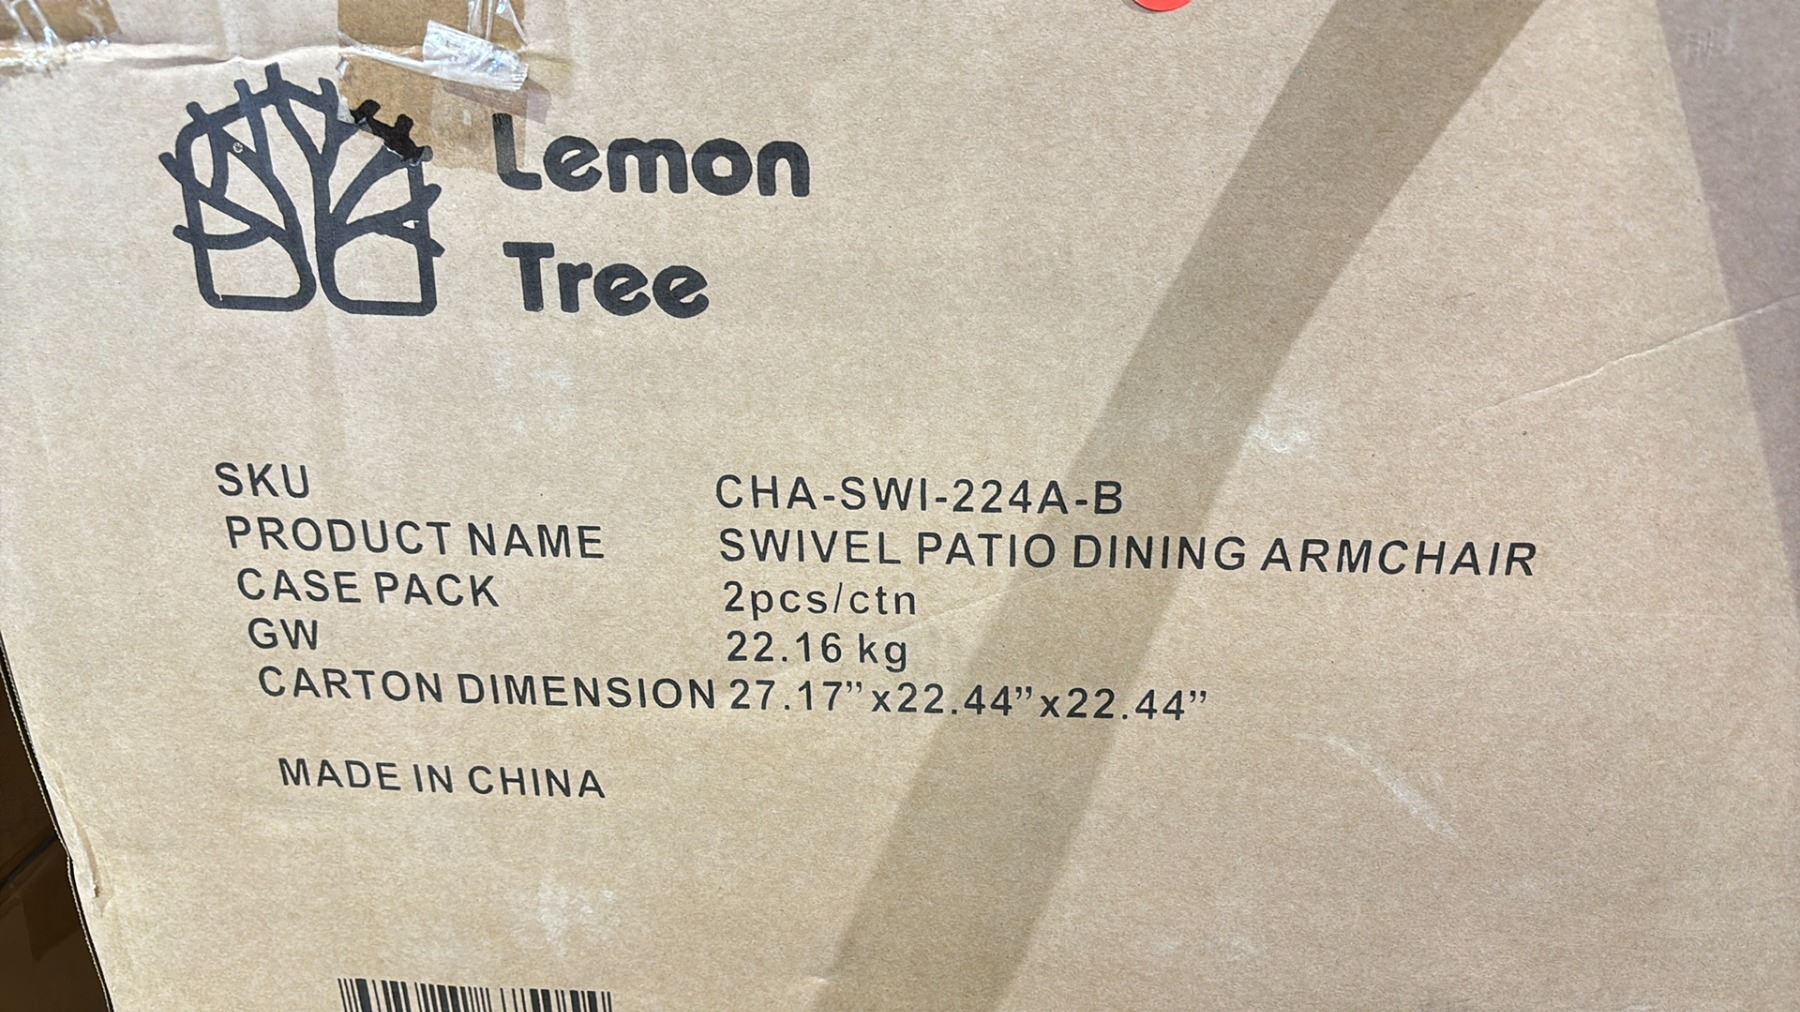 Lemon
Tree
SKU CHA-SWI-224A-B
PRODUCT NAME SWIVEL PATIO DINING ARMCHAIR
CASE PACK 2pcs/ctn
GW 22.16 kg
CARTON DIMENSION 27.17”x22.44”x22.44”
MADE IN CHINA